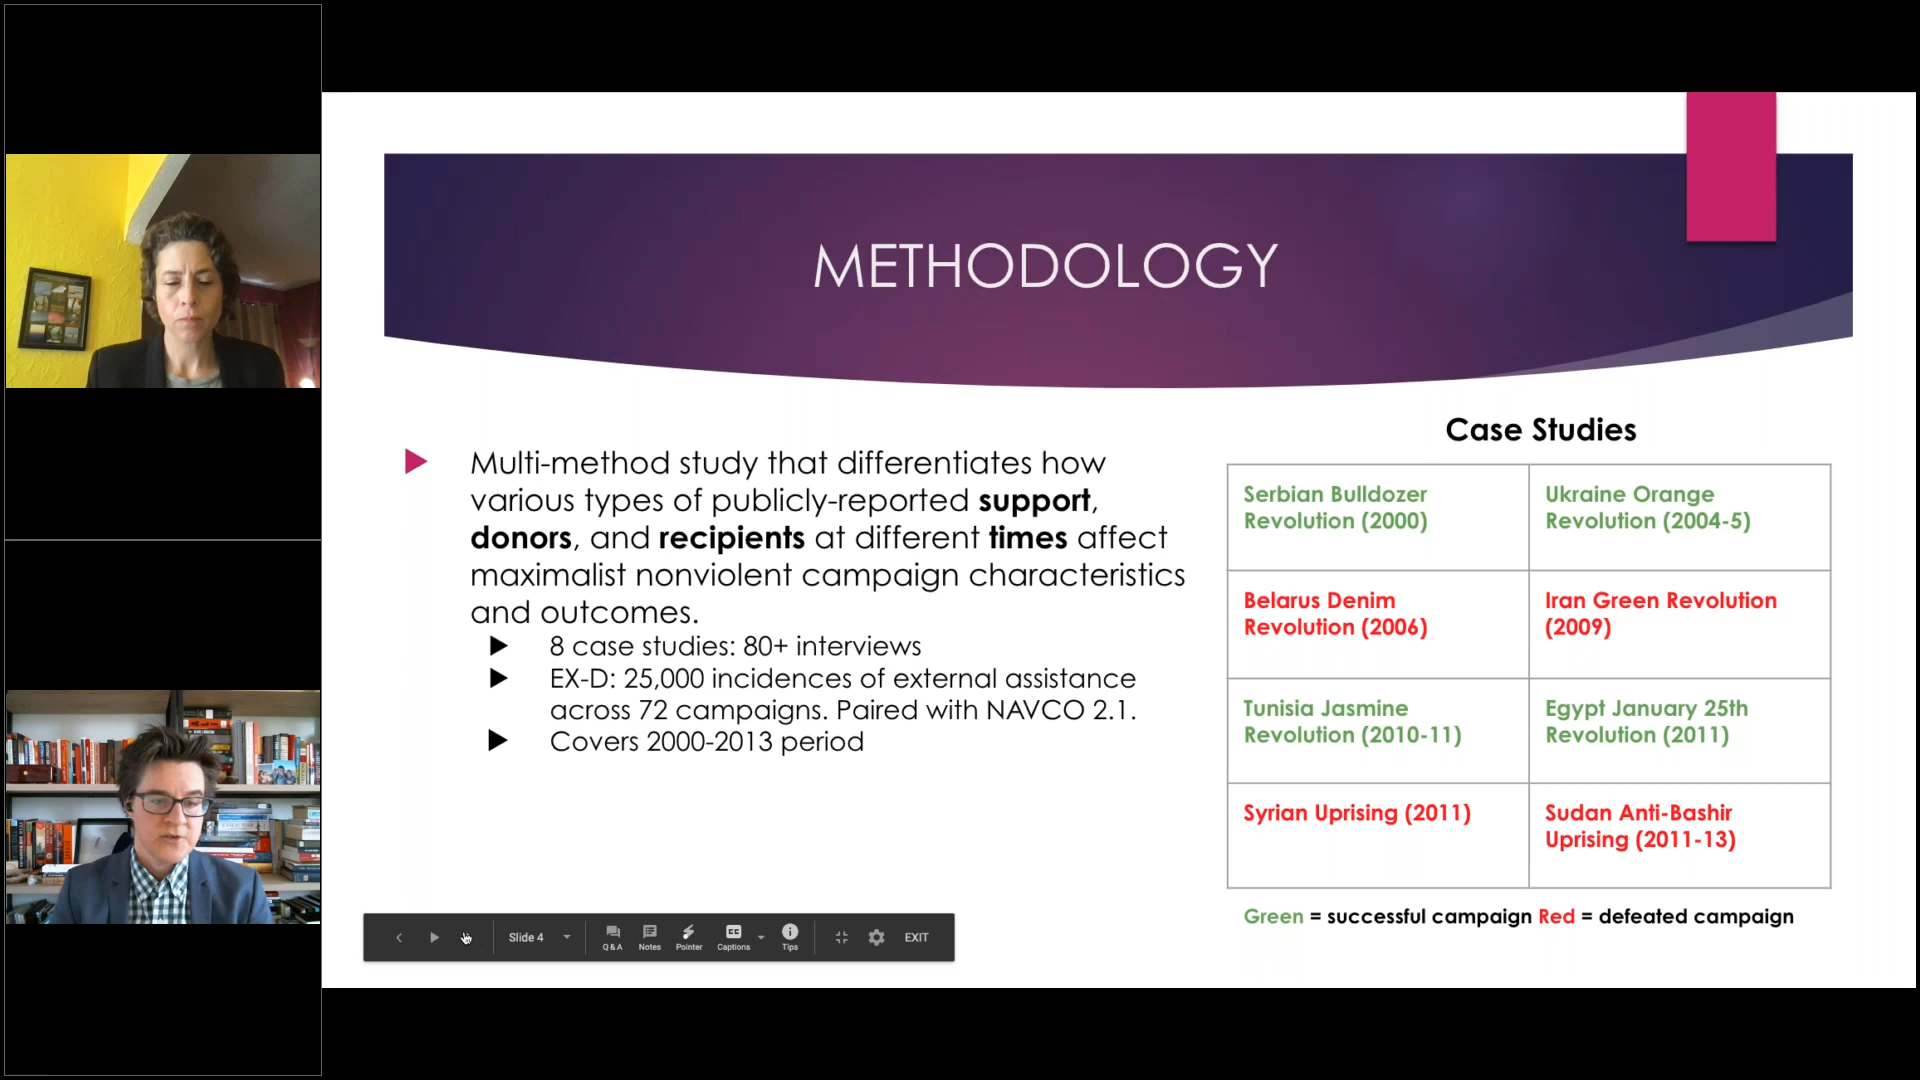 METHODOLOGY
Multi-method study that differentiates how
various types of publicly-reported support,
donors, and recipients at different times affect
maximalist nonviolent campaign characteristics
and outcomes.
8 case studies: 80+ interviews
EX-D: 25,000 incidences of external assistance
across 72 campaigns. Paired with NAVCO 2.1.
Covers 2000-2013 period
Case Studies
Serbian Bulldozer
Revolution (2000)
Ukraine Orange
Revolution (2004-5)
Belarus Denim
Revolution (2006)
Iran Green Revolution
(2009)
Tunisia Jasmine
Revolution (2010-11)
Egypt January 25th
Revolution (2011)
Syrian Uprising (2011)
Sudan Anti-Bashir
Uprising (2011-13)
Green = successful campaign Red = defeated campaign
Slide 4
Q & A
Notes
Pointer
CC
Captions
Tips
EXIT